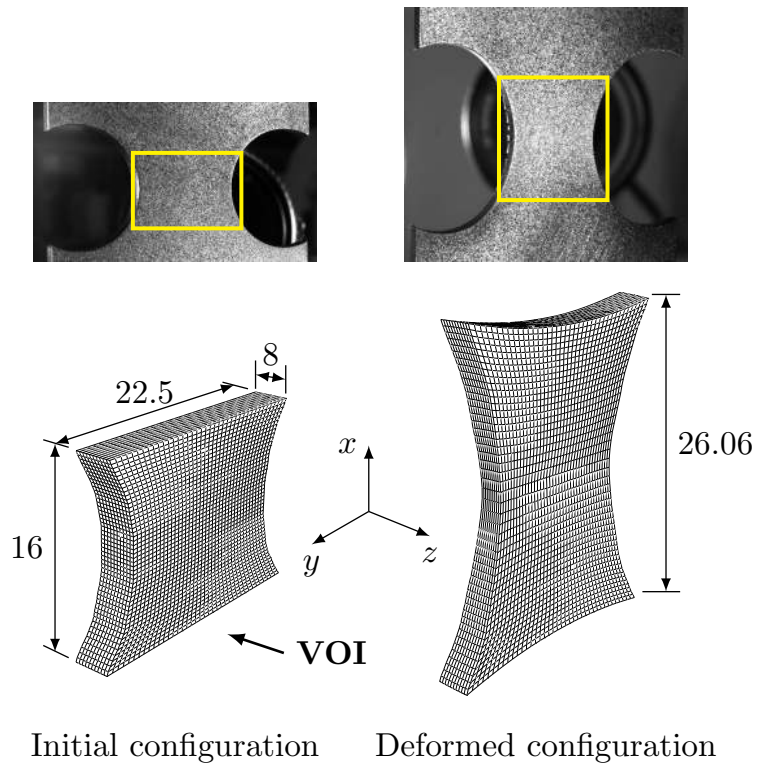 8
22.5
x
26.06
16
y
z
VOI
Initial configuration
Deformed configuration